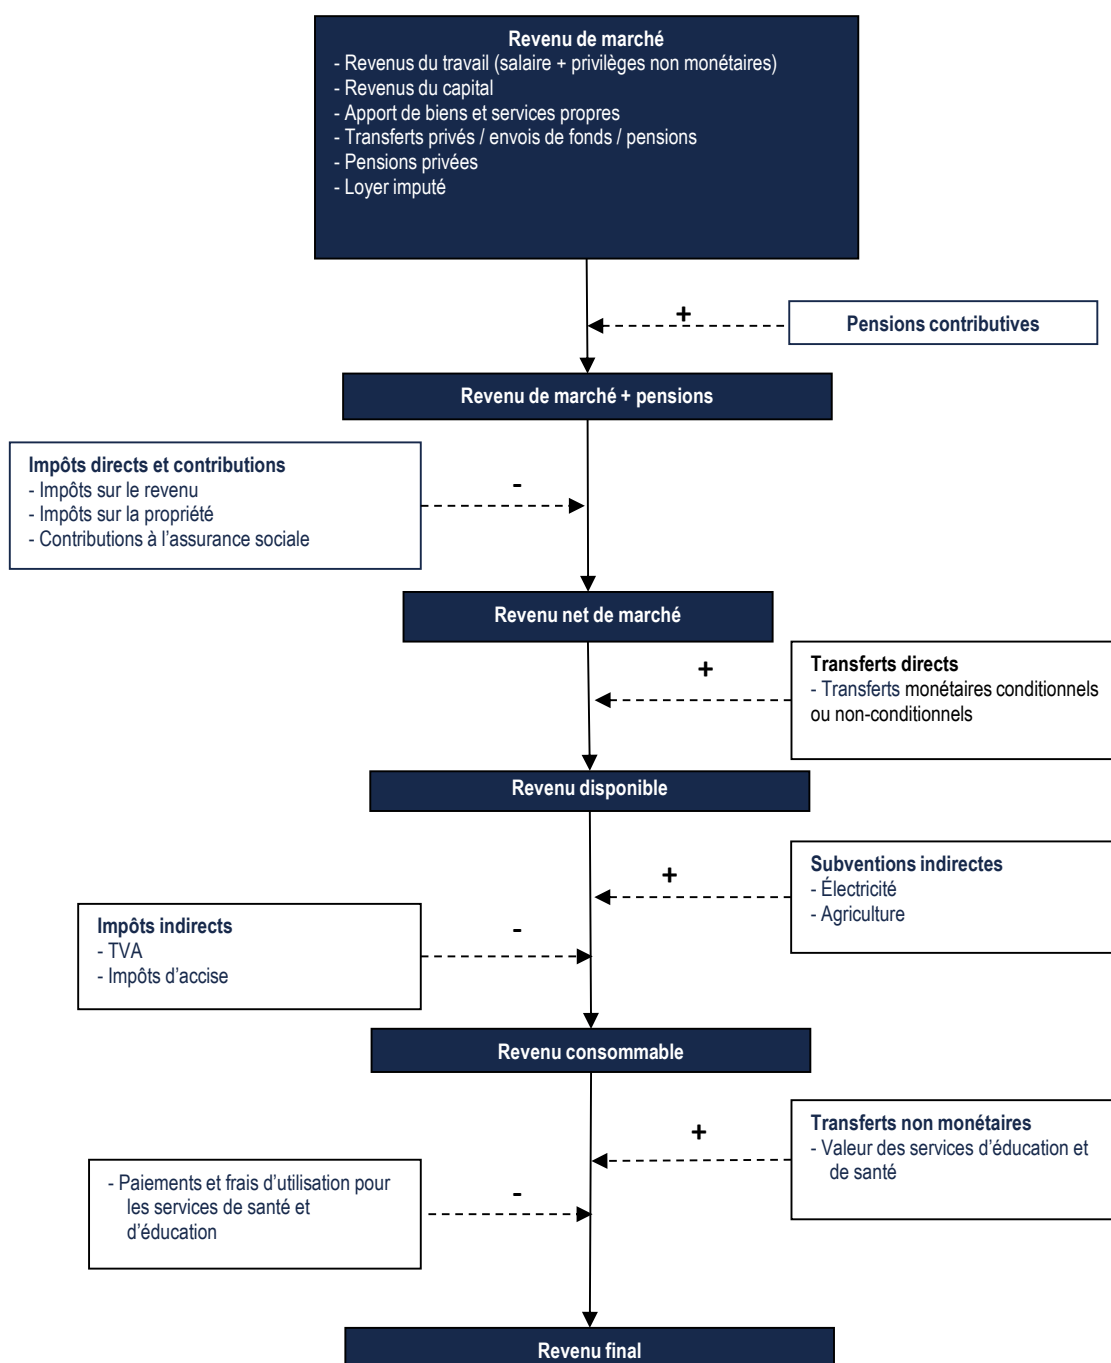 Revenu de marché
- Revenus du travail (salaire + privilèges non monétaires)
- Revenus du capital
- Apport de biens et services propres
- Transferts privés / envois de fonds / pensions
- Pensions privées
- Loyer imputé
+
Pensions contributives
Revenu de marché + pensions
Impôts directs et contributions
- Impôts sur le revenu
- Impôts sur la propriété
- Contributions à l'assurance sociale
-
Revenu net de marché
+
Transferts directs
- Transferts monétaires conditionnels
ou non-conditionnels
Revenu disponible
+
Subventions indirectes
- Électricité
- Agriculture
Impôts indirects
- TVA
- Impôts d'accise
-
Revenu consommable
+
Transferts non monétaires
- Valeur des services d'éducation et
de santé
- Paiements et frais d'utilisation pour
les services de santé et
d'éducation
-
Revenu final